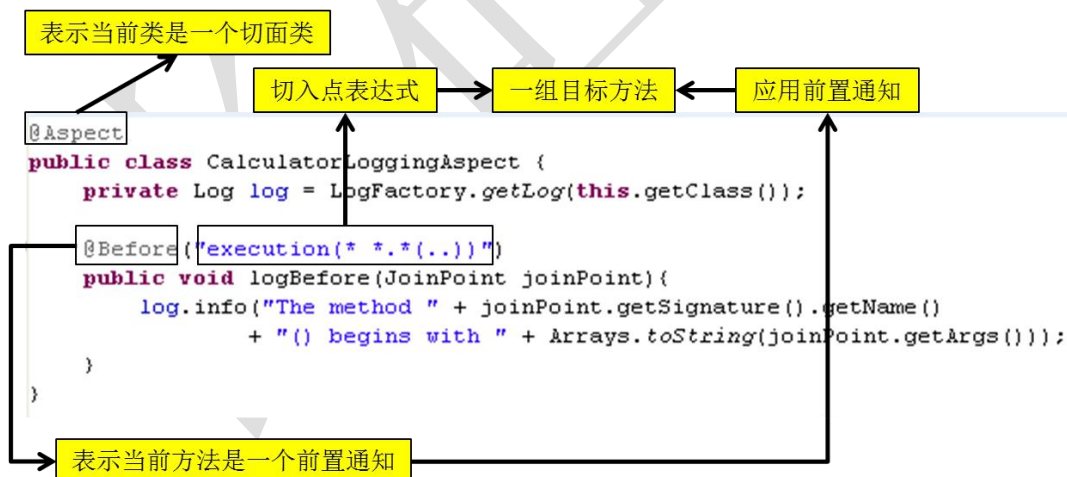 表示当前类是一个切面类
切入点表达式
一组目标方法
应用前置通知
@Aspect
public class CalculatorLoggingAspect {
private Log log = LogFactory.getLog(this.getClass());
@Before("execution(* *.*(..))")
public void logBefore(JoinPoint joinPoint){
log.info("The method " + joinPoint.getSignature().getName()
+ "() begins with " + Arrays.toString(joinPoint.getArgs()));
}
}
表示当前方法是一个前置通知